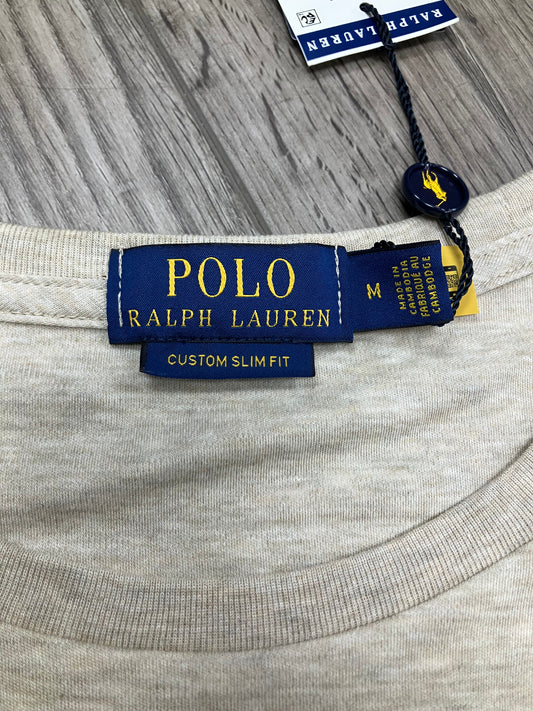 RALPH LAUREN
POLO
RALPH LAUREN
CUSTOM SLIM FIT
M
MADE IN
CAMBODIA
FABRIQUÉ AU
CAMBODGE